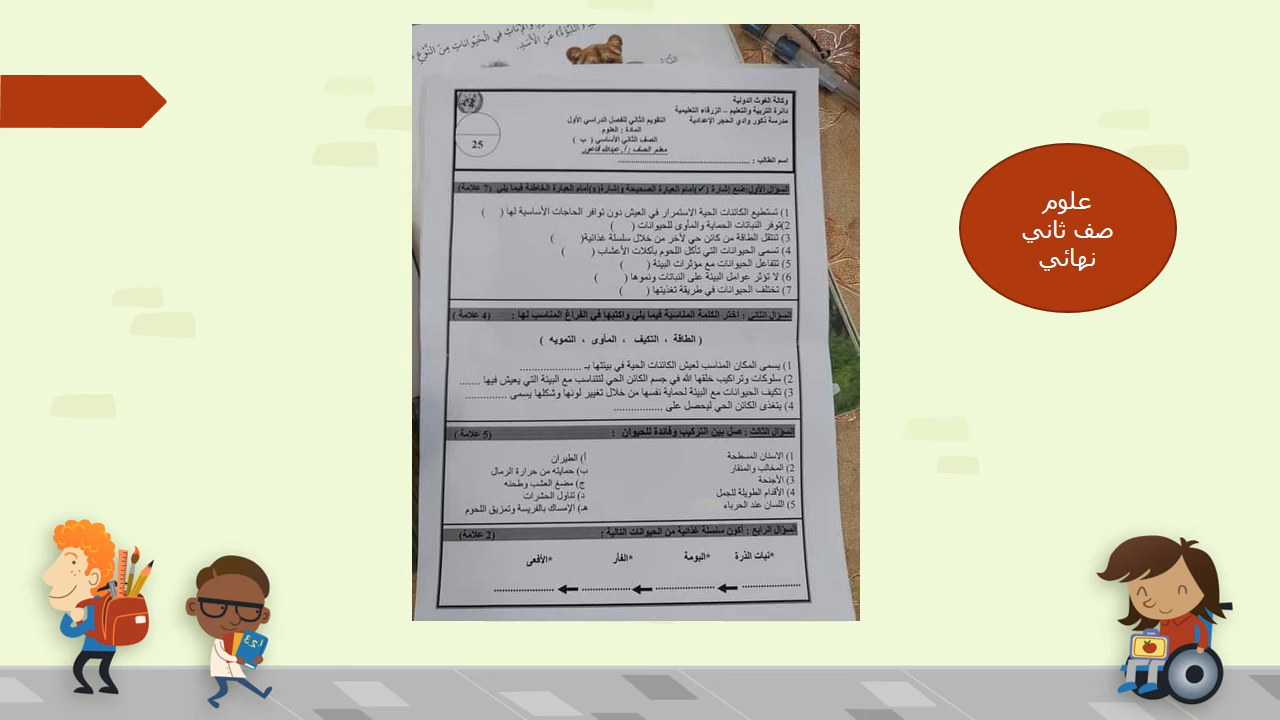 علوم
صف ثاني
نهائي
وكالة الغوث الدولية
دائرة التربية والتعليم – الزرقاء التعليمية
مدرسة ذكور وادي الحجر الإعدادية
التقويم الثاني للفصل الدراسي الأول
المادة : العلوم
الصف الثاني الأساسي ( ب )
معلم الصف : أ. عبدالله فاعور
25
اسم الطالب : ......................................................
السؤال الأول:ضع إشارة (✓)أمام العبارة الصحيحة وإشارة(x)أمام العبارة الخاطئة فيما يلي (7 علامة)
1) تستطيع الكائنات الحية الاستمرار في العيش دون توافر الحاجات الأساسية لها ( )
2)توفر النباتات الحماية والمأوى للحيوانات ( )
3) تنتقل الطاقة من كائن حي لآخر من خلال سلسلة غذائية( )
4) تسمى الحيوانات التي تأكل اللحوم بآكلات الأعشاب ( )
5) تتفاعل الحيوانات مع مؤثرات البيئة ( )
6) لا تؤثر عوامل البيئة على النباتات ونموها ( )
7) تختلف الحيوانات في طريقة تغذيتها ( )
السؤال الثاني : اختر الكلمة المناسبة فيما يلي واكتبها في الفراغ المناسب لها : (4 علامة )
( الطاقة ، التكيف ، المأوى ، التمويه )
1) يسمى المكان المناسب لعيش الكائنات الحية في بيئتها بـ .....................
2) سلوكات وتراكيب خلقها الله في جسم الكائن الحي لتتناسب مع البيئة التي يعيش فيها .......
3) تكيف الحيوانات مع البيئة لحماية نفسها من خلال تغيير لونها وشكلها يسمى ..............
4) يتغذى الكائن الحي ليحصل على .................
السؤال الثالث : صل بين التركيب وفائدة للحيوان : (5 علامة )
1) الاسنان المسطحة أ) الطيران
2) المخالب والمنقار ب) حمايته من حرارة الرمال
3) الأجنحة ج) مضغ العشب وطحنه
4) الأقدام الطويلة للجمل د) تناول الحشرات
5) اللسان عند الحرباء هـ) الإمساك بالفريسة وتمزيق اللحوم
السؤال الرابع : أكون سلسلة غذائية من الحيوانات التالية : (2 علامة)
*نبات الذرة *البومة *الفأر *الأفعى
.................... ← .................... ← ................. ← .....................